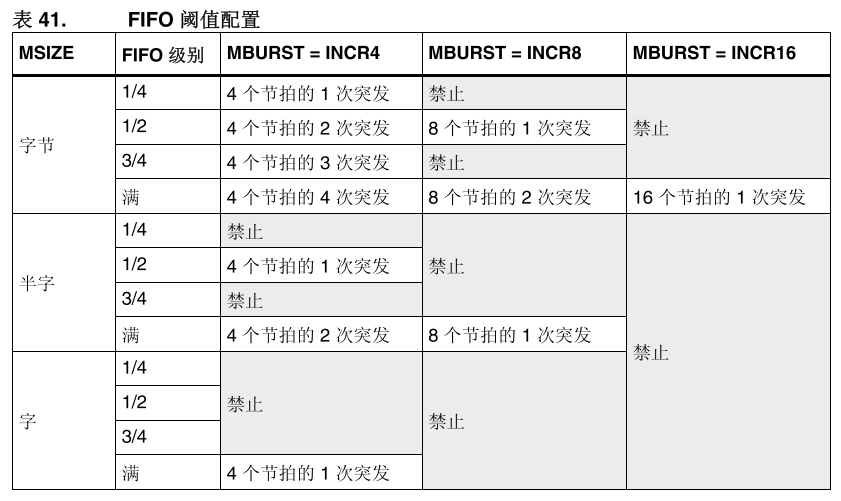 表 41. FIFO 阈值配置
MSIZE FIFO 级别 MBURST = INCR4 MBURST = INCR8 MBURST = INCR16
字节 1/4 4 个节拍的 1 次突发 禁止 禁止
1/2 4 个节拍的 2 次突发 8 个节拍的 1 次突发
3/4 4 个节拍的 3 次突发 禁止
满 4 个节拍的 4 次突发 8 个节拍的 2 次突发 16 个节拍的 1 次突发
半字 1/4 禁止 禁止 禁止
1/2 4 个节拍的 1 次突发
3/4 禁止
满 4 个节拍的 2 次突发 8 个节拍的 1 次突发
字 1/4 禁止 禁止
1/2
3/4
满 4 个节拍的 1 次突发